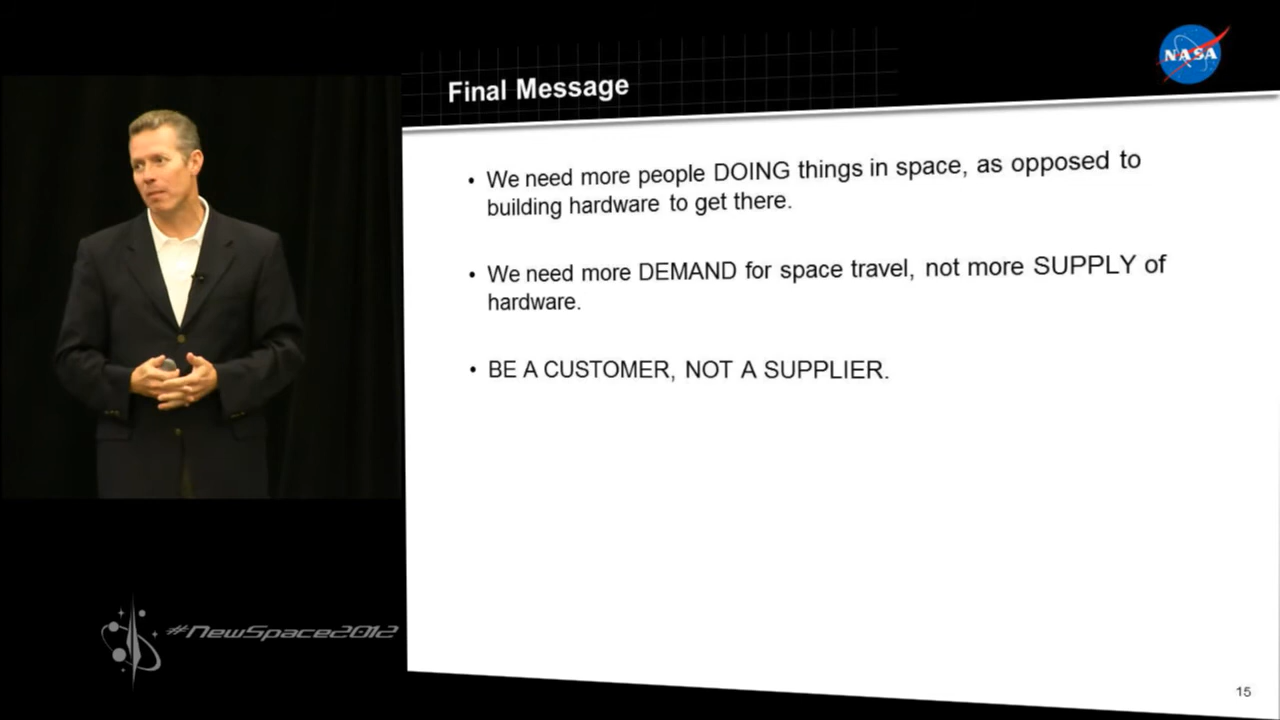 Final Message
NASA
• We need more people DOING things in space, as opposed to
building hardware to get there.
• We need more DEMAND for space travel, not more SUPPLY of
hardware.
• BE A CUSTOMER, NOT A SUPPLIER.
#NewSpace2012
15